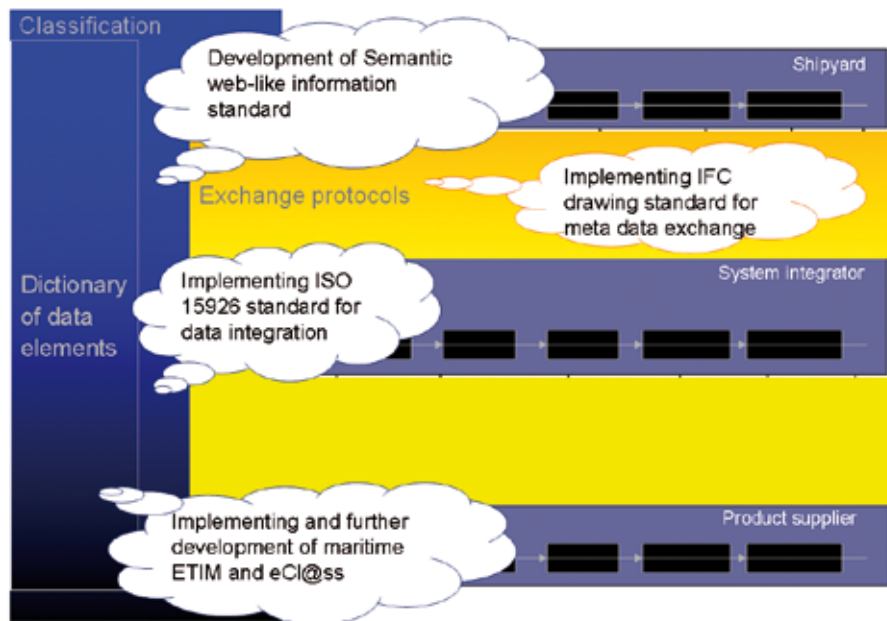 Classification
Development of Semantic
web-like information
standard
Shipyard
Exchange protocols
Implementing IFC
drawing standard for
meta data exchange
System integrator
Dictionary
of data
elements
Implementing ISO
15926 standard for
data integration
Product supplier
Implementing and further
development of maritime
ETIM and eCl@ss